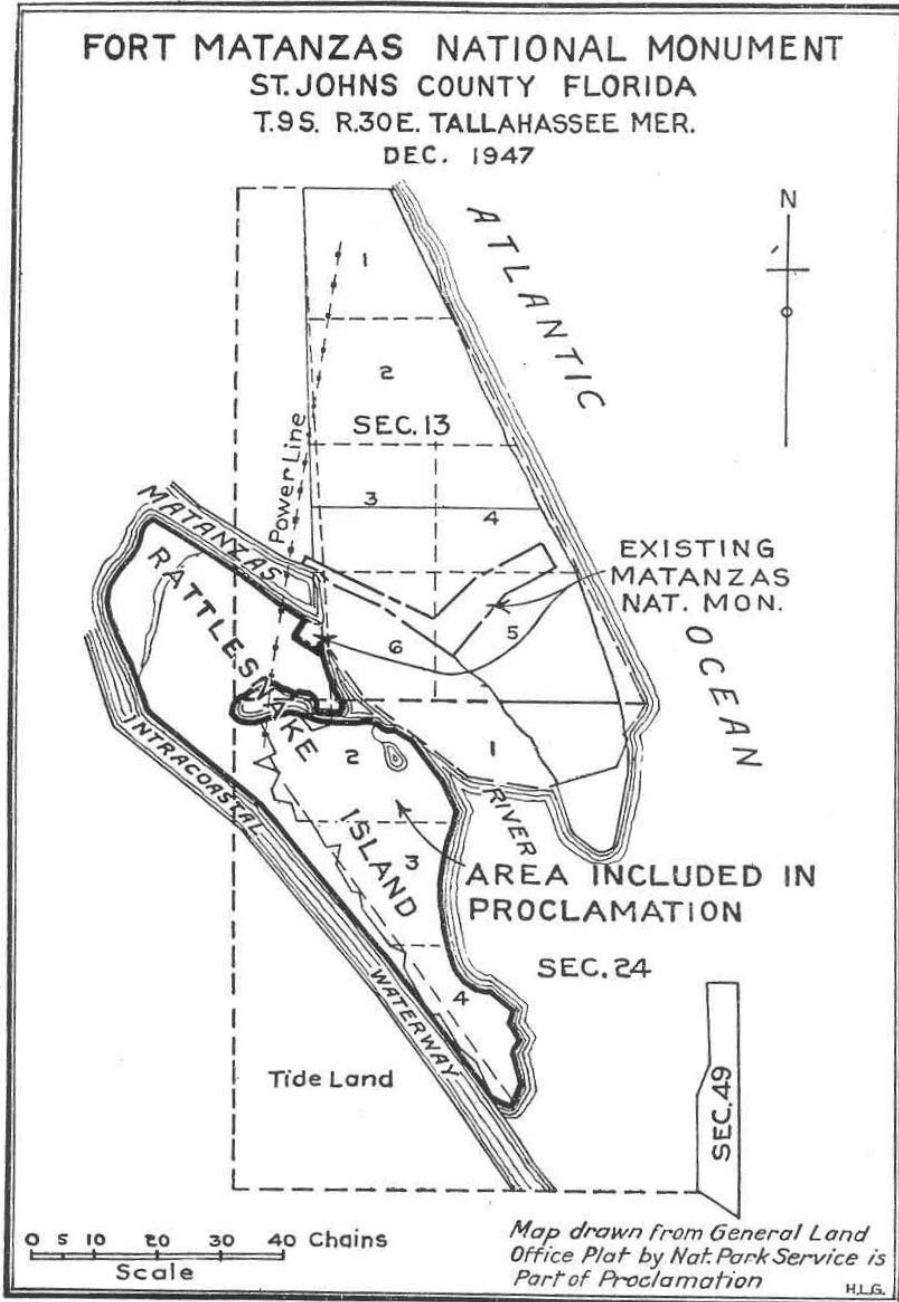 FORT MATANZAS NATIONAL MONUMENT
ST. JOHNS COUNTY FLORIDA
T.9S. R.30E. TALLAHASSEE MER.
DEC. 1947
N
ATLANTIC
OCEAN
1
2
SEC. 13
Power Line
3
4
MATANZAS
RIVER
EXISTING
MATANZAS
NAT. MON.
6
5
RATTLESNAKE
ISLAND
INTRACOASTAL
WATERWAY
1
2
3
4
AREA INCLUDED IN
PROCLAMATION
SEC. 24
Tide Land
SEC. 49
0 5 10 20 30 40 Chains
Scale
Map drawn from General Land
Office Plat by Nat. Park Service is
Part of Proclamation
H.L.G.